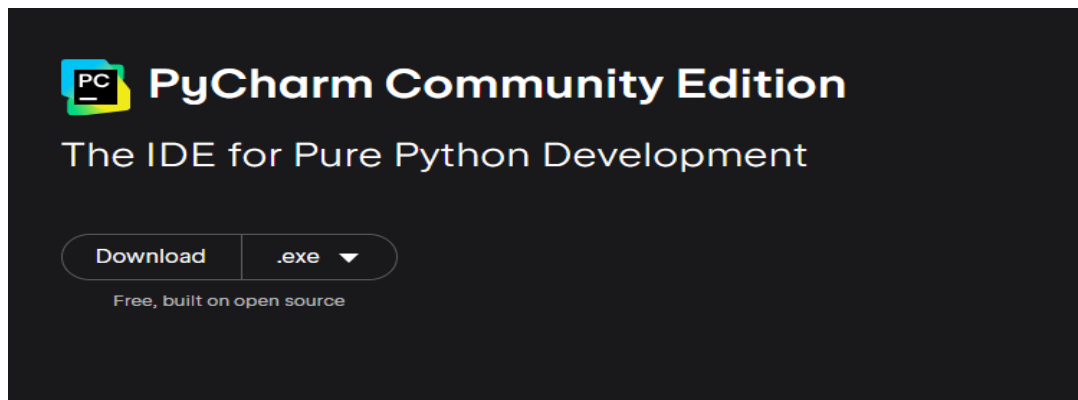 PC PyCharm Community Edition
The IDE for Pure Python Development
Download .exe
Free, built on open source